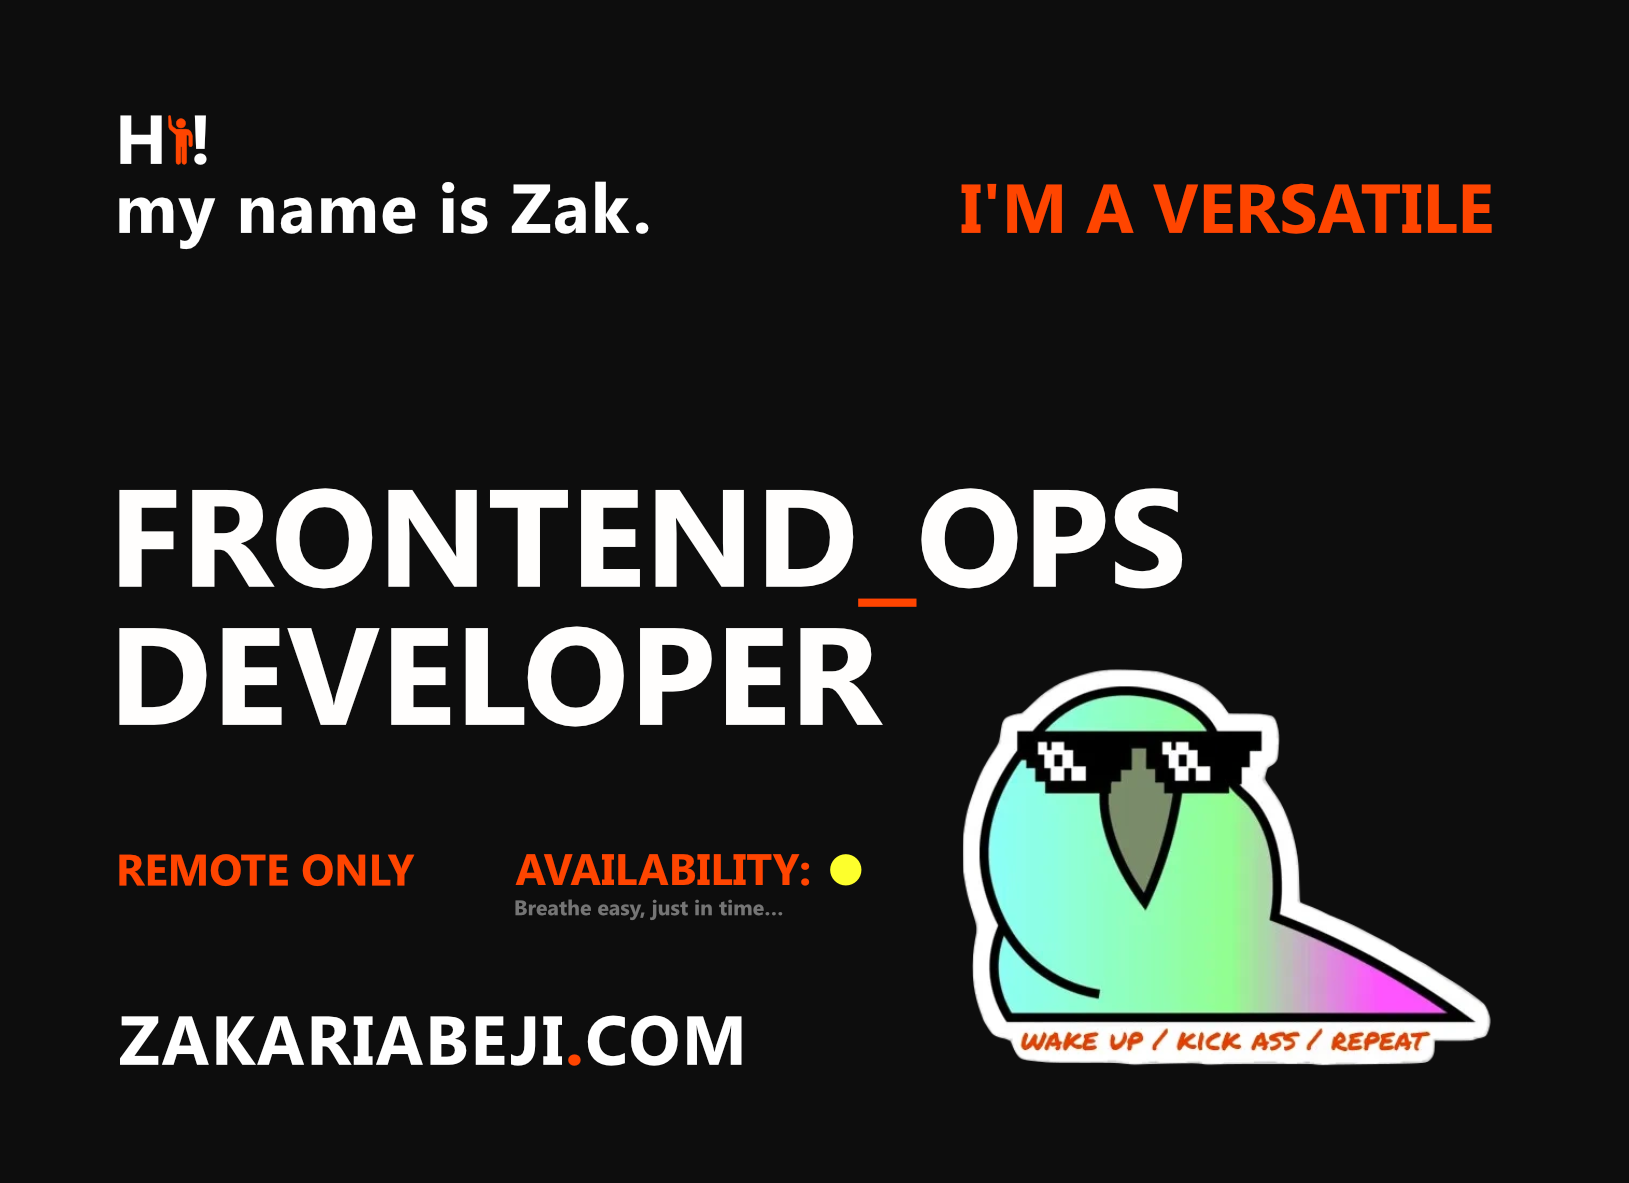 Hi!
my name is Zak.
I'M A VERSATILE
FRONTEND_OPS
DEVELOPER
REMOTE ONLY
AVAILABILITY:
Breathe easy, just in time...
ZAKARIABEJI.COM
WAKE UP / KICK ASS / REPEAT